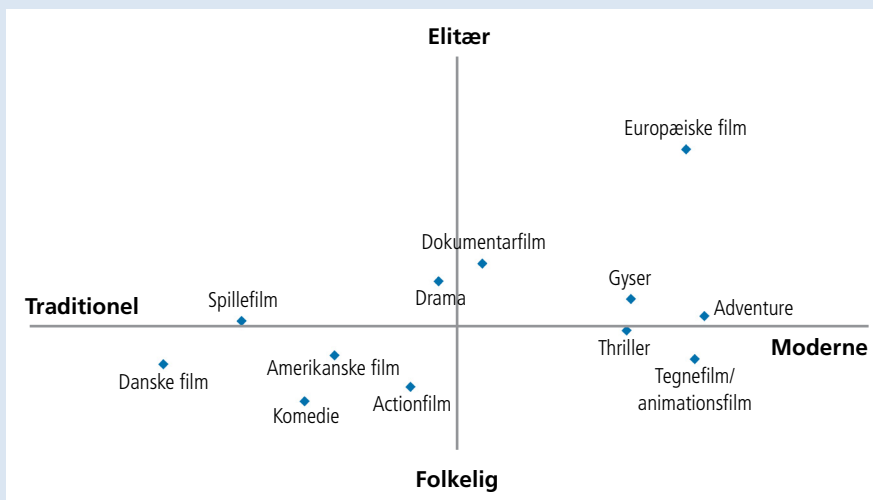 Elitær
Europæiske film
Dokumentarfilm
Gyser
Drama
Spillefilm
Traditionel
Adventure
Thriller
Moderne
Amerikanske film
Danske film
Tegnefilm/
animationsfilm
Actionfilm
Komedie
Folkelig